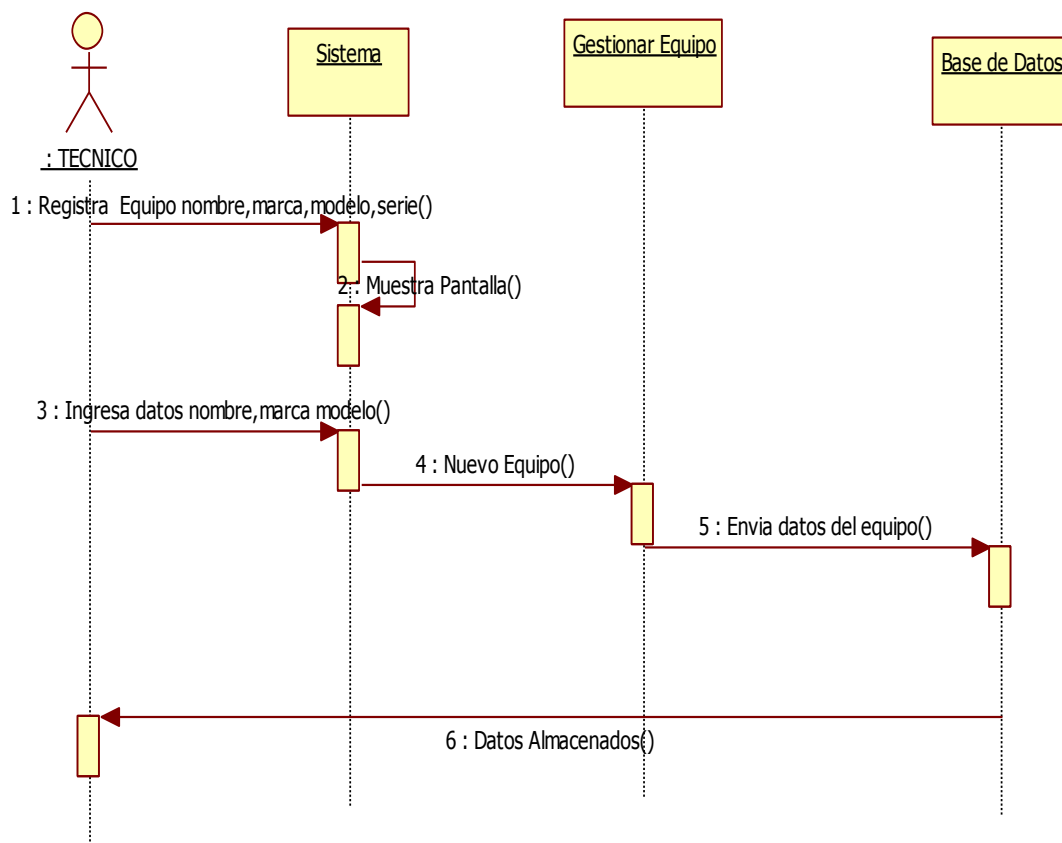 Sistema
Gestionar Equipo
Base de Datos
: TECNICO
1 : Registra Equipo nombre,marca,modelo,serie()
2 : Muestra Pantalla()
3 : Ingresa datos nombre,marca modelo()
4 : Nuevo Equipo()
5 : Envia datos del equipo()
6 : Datos Almacenados()